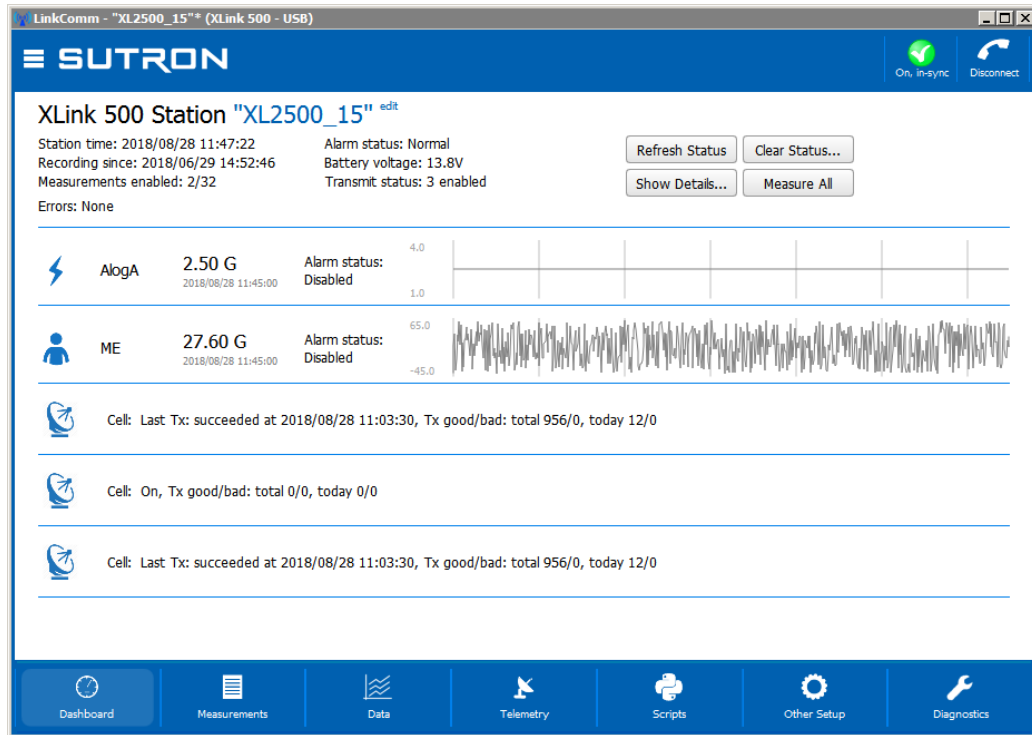 LinkComm - "XL2500_15"* (XLink 500 - USB)
SUTRON
On, in-sync
Disconnect
XLink 500 Station "XL2500_15" edit
Station time: 2018/08/28 11:47:22
Alarm status: Normal
Recording since: 2018/06/29 14:52:46
Battery voltage: 13.8V
Measurements enabled: 2/32
Transmit status: 3 enabled
Errors: None
Refresh Status
Clear Status...
Show Details...
Measure All
AlogA
2.50 G
2018/08/28 11:45:00
Alarm status:
Disabled
4.0
1.0
ME
27.60 G
2018/08/28 11:45:00
Alarm status:
Disabled
65.0
-45.0
Cell: Last Tx: succeeded at 2018/08/28 11:03:30, Tx good/bad: total 956/0, today 12/0
Cell: On, Tx good/bad: total 0/0, today 0/0
Cell: Last Tx: succeeded at 2018/08/28 11:03:30, Tx good/bad: total 956/0, today 12/0
Dashboard
Measurements
Data
Telemetry
Scripts
Other Setup
Diagnostics